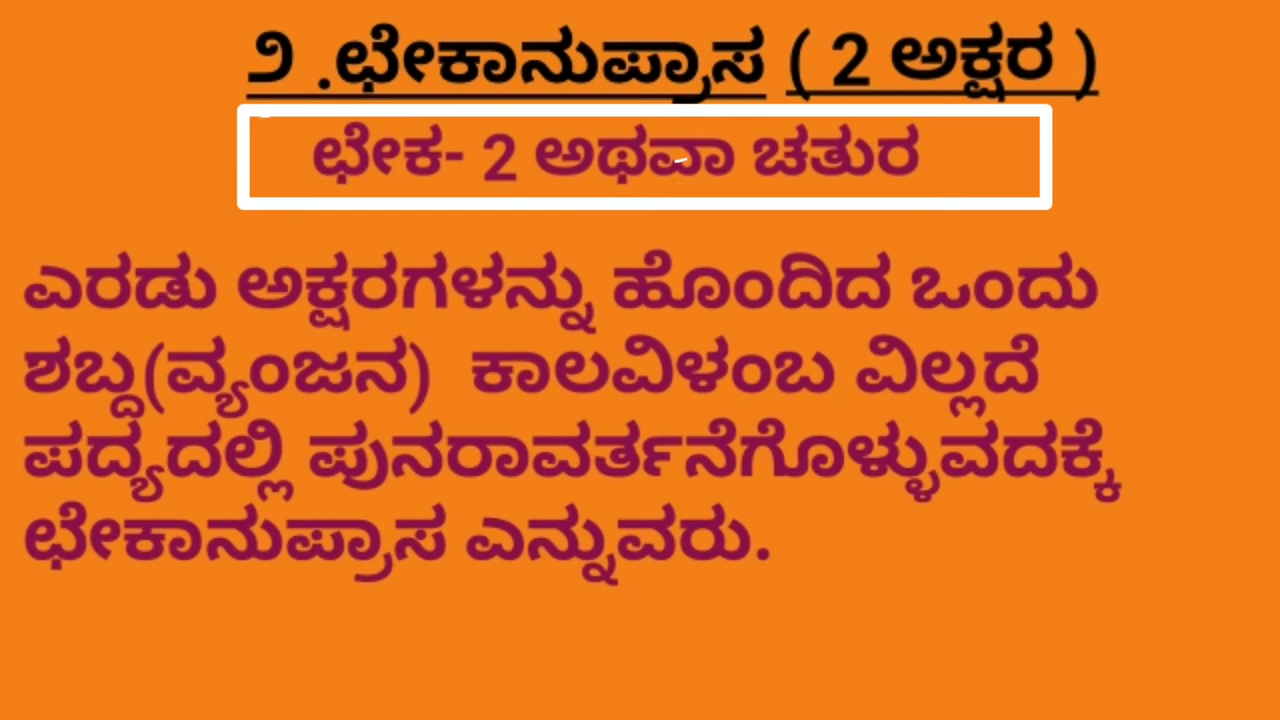 ೨ .ಛೇಕಾನುಪ್ರಾಸ ( 2 ಅಕ್ಷರ )
ಛೇಕ- 2 ಅಥವಾ ಚತುರ
ಎರಡು ಅಕ್ಷರಗಳನ್ನು ಹೊಂದಿದ ಒಂದು
ಶಬ್ದ(ವ್ಯಂಜನ) ಕಾಲವಿಳಂಬ ವಿಲ್ಲದೆ
ಪದ್ಯದಲ್ಲಿ ಪುನರಾವರ್ತನೆಗೊಳ್ಳುವದಕ್ಕೆ
ಛೇಕಾನುಪ್ರಾಸ ಎನ್ನುವರು.